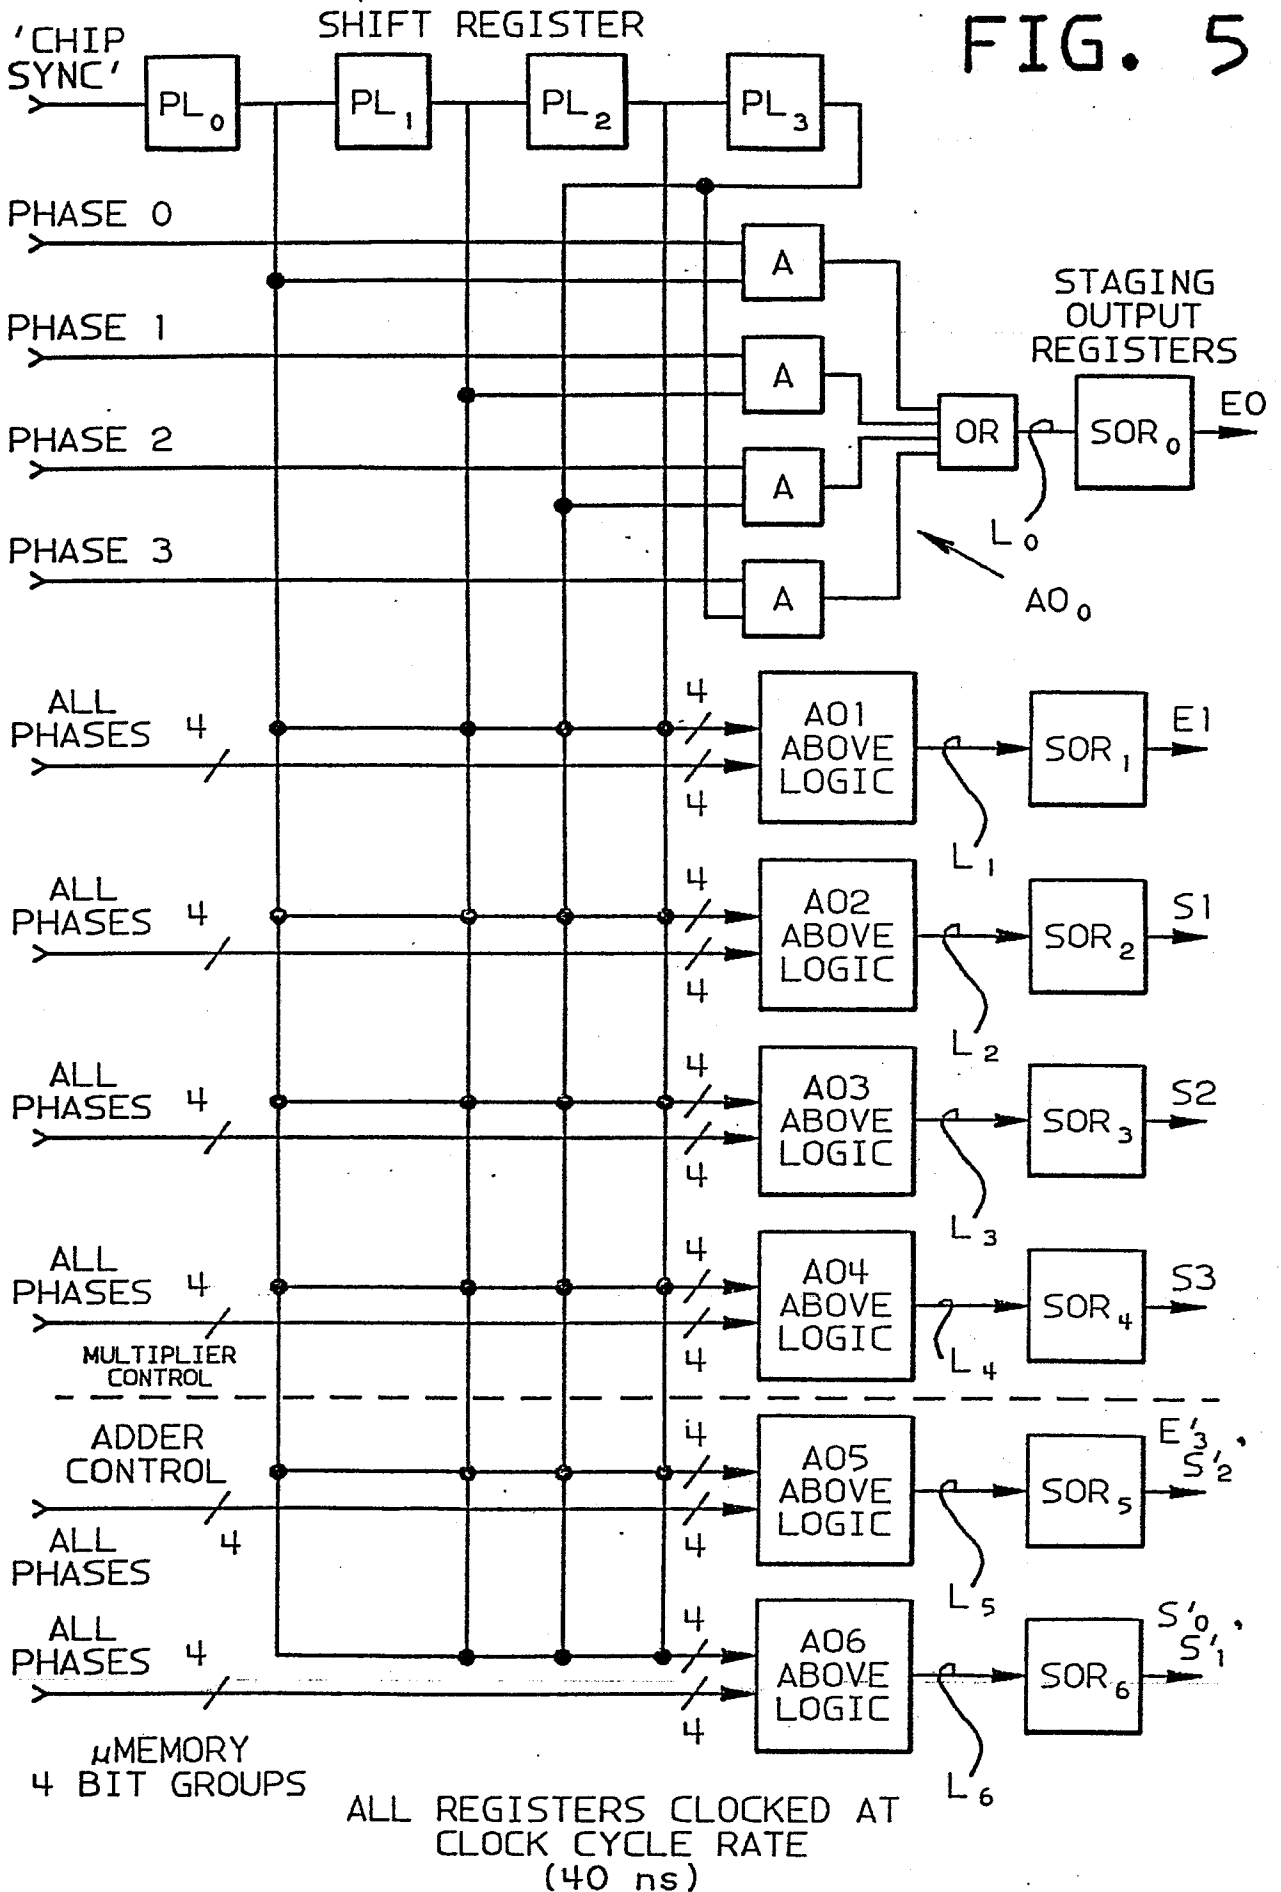 FIG. 5
SHIFT REGISTER
'CHIP
SYNC'
PL0
PL1
PL2
PL3
PHASE 0
A
PHASE 1
A
PHASE 2
A
PHASE 3
A
OR
STAGING
OUTPUT
REGISTERS
SOR0
E0
L0
AO0
ALL
PHASES
4
4
4
AO1
ABOVE
LOGIC
L1
SOR1
E1
ALL
PHASES
4
4
4
AO2
ABOVE
LOGIC
L2
SOR2
S1
ALL
PHASES
4
4
4
AO3
ABOVE
LOGIC
L3
SOR3
S2
ALL
PHASES
4
4
4
AO4
ABOVE
LOGIC
L4
SOR4
S3
MULTIPLIER
CONTROL
ADDER
CONTROL
4
ALL
PHASES
4
4
AO5
ABOVE
LOGIC
L5
SOR5
E'3,
S'2
ALL
PHASES
4
4
4
AO6
ABOVE
LOGIC
L6
SOR6
S'0,
S'1
μMEMORY
4 BIT GROUPS
ALL REGISTERS CLOCKED AT
CLOCK CYCLE RATE
(40 ns)